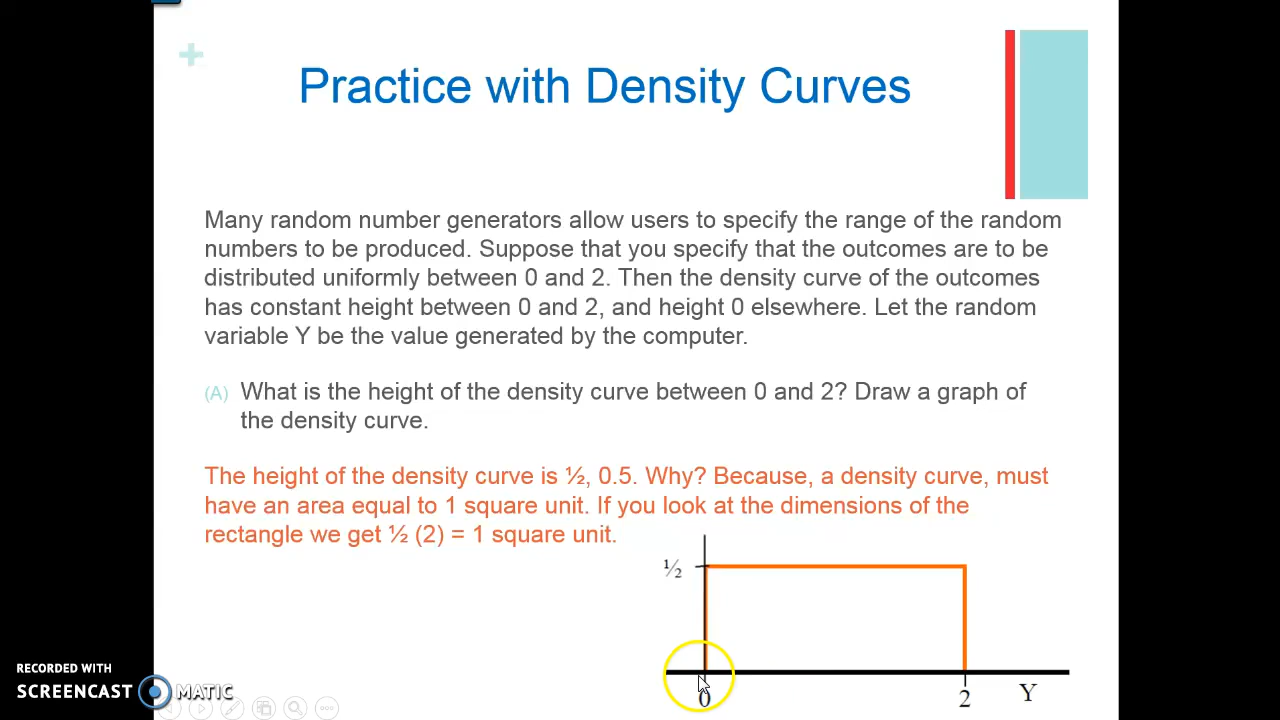 Practice with Density Curves
Many random number generators allow users to specify the range of the random
numbers to be produced. Suppose that you specify that the outcomes are to be
distributed uniformly between 0 and 2. Then the density curve of the outcomes
has constant height between 0 and 2, and height 0 elsewhere. Let the random
variable Y be the value generated by the computer.
(A) What is the height of the density curve between 0 and 2? Draw a graph of
the density curve.
The height of the density curve is ½, 0.5. Why? Because, a density curve, must
have an area equal to 1 square unit. If you look at the dimensions of the
rectangle we get ½ (2) = 1 square unit.
½
0 2 Y
RECORDED WITH
SCREENCAST MATIC